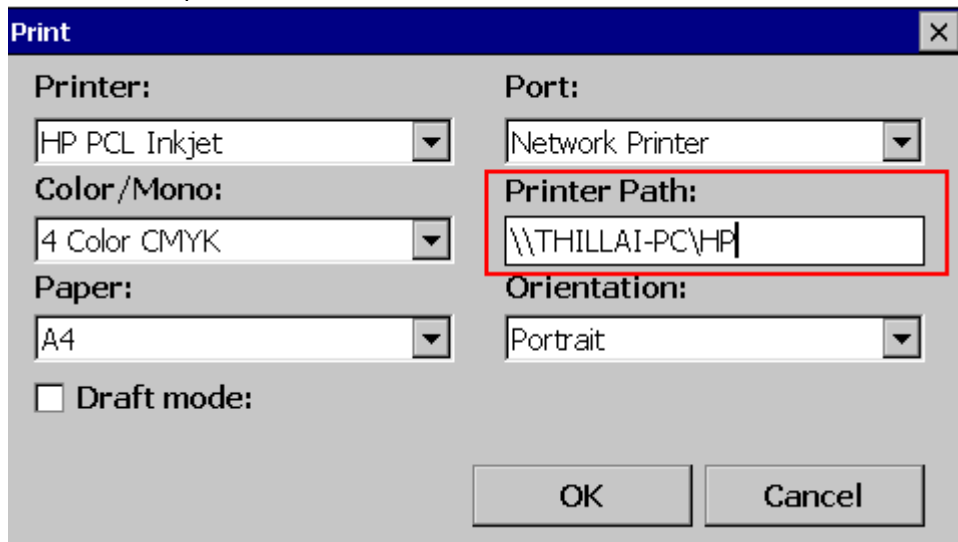 Print
Printer:
HP PCL Inkjet
Color/Mono:
4 Color CMYK
Paper:
A4
Draft mode:
Port:
Network Printer
Printer Path:
\\THILLAI-PC\HP
Orientation:
Portrait
OK
Cancel